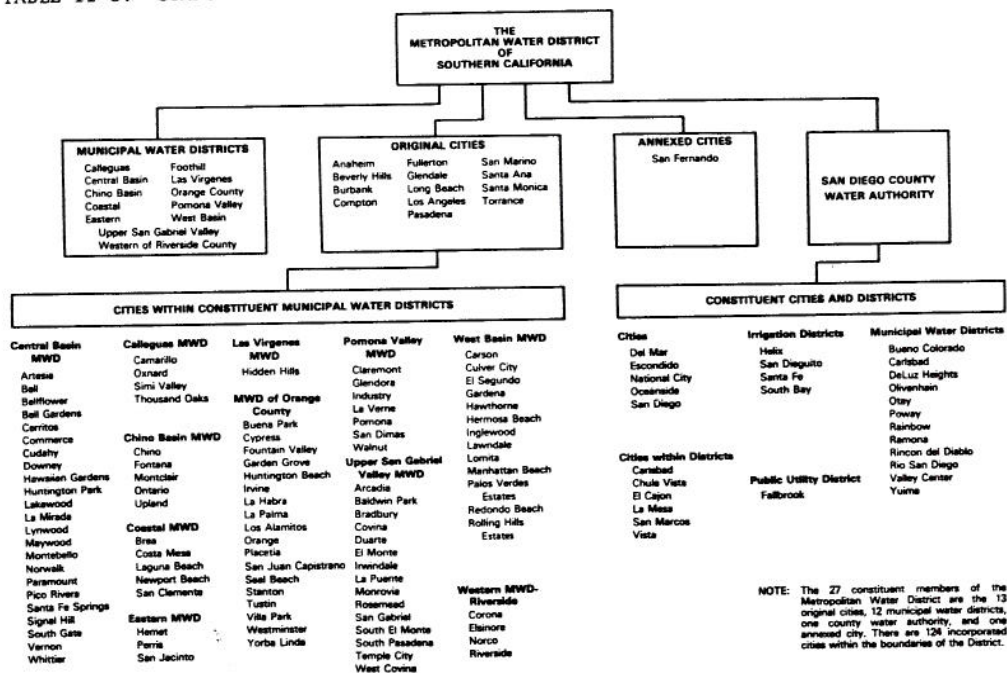 TABLE
THE
METROPOLITAN WATER DISTRICT
OF
SOUTHERN CALIFORNIA
MUNICIPAL WATER DISTRICTS
Calleguas Foothill
Central Basin Las Virgenes
Chino Basin Orange County
Coastal Pomona Valley
Eastern West Basin
Upper San Gabriel Valley
Western of Riverside County
ORIGINAL CITIES
Anaheim Fullerton San Marino
Beverly Hills Glendale Santa Ana
Burbank Long Beach Santa Monica
Compton Los Angeles Torrance
Pasadena
ANNEXED CITIES
San Fernando
SAN DIEGO COUNTY
WATER AUTHORITY
CITIES WITHIN CONSTITUENT MUNICIPAL WATER DISTRICTS
Central Basin
MWD
Artesia
Bell
Bellflower
Bell Gardens
Cerritos
Commerce
Cudahy
Downey
Hawaiian Gardens
Huntington Park
Lakewood
La Mirada
Lynwood
Maywood
Montebello
Norwalk
Paramount
Pico Rivera
Santa Fe Springs
Signal Hill
South Gate
Vernon
Whittier
Calleguas MWD
Camarillo
Oxnard
Simi Valley
Thousand Oaks
Chino Basin MWD
Chino
Fontana
Montclair
Ontario
Upland
Coastal MWD
Brea
Costa Mesa
Laguna Beach
Newport Beach
San Clemente
Eastern MWD
Hemet
Perris
San Jacinto
Las Virgenes
MWD
Hidden Hills
MWD of Orange
County
Buena Park
Cypress
Fountain Valley
Garden Grove
Huntington Beach
Irvine
La Habra
La Palma
Los Alamitos
Orange
Placetia
San Juan Capistrano
Seal Beach
Stanton
Tustin
Villa Park
Westminster
Yorba Linda
Pomona Valley
MWD
Claremont
Glendora
Industry
La Verne
Pomona
San Dimas
Walnut
Upper San Gabriel
Valley MWD
Arcadia
Baldwin Park
Bradbury
Covina
Duarte
El Monte
Irwindale
La Puente
Monrovia
Rosemead
San Gabriel
South El Monte
South Pasadena
Temple City
West Covina
West Basin MWD
Carson
Culver City
El Segundo
Gardena
Hawthorne
Hermosa Beach
Inglewood
Lawndale
Lomita
Manhattan Beach
Palos Verdes
Estates
Redondo Beach
Rolling Hills
Estates
Western MWD-
Riverside
Corona
Elsinore
Norco
Riverside
CONSTITUENT CITIES AND DISTRICTS
Cities
Del Mar
Escondido
National City
Oceanside
San Diego
Cities within Districts
Carlsbad
Chula Vista
El Cajon
La Mesa
San Marcos
Vista
Irrigation Districts
Helix
San Dieguito
Santa Fe
South Bay
Public Utility District
Fallbrook
Municipal Water Districts
Bueno Colorado
Carlsbad
DeLuz Heights
Olivenhain
Otay
Poway
Rainbow
Ramona
Rincon del Diablo
Rio San Diego
Valley Center
Yuima
NOTE: The 27 constituent members of the
Metropolitan Water District are the 13
original cities, 12 municipal water districts,
one county water authority, and one
annexed city. There are 124 incorporated
cities within the boundaries of the District.